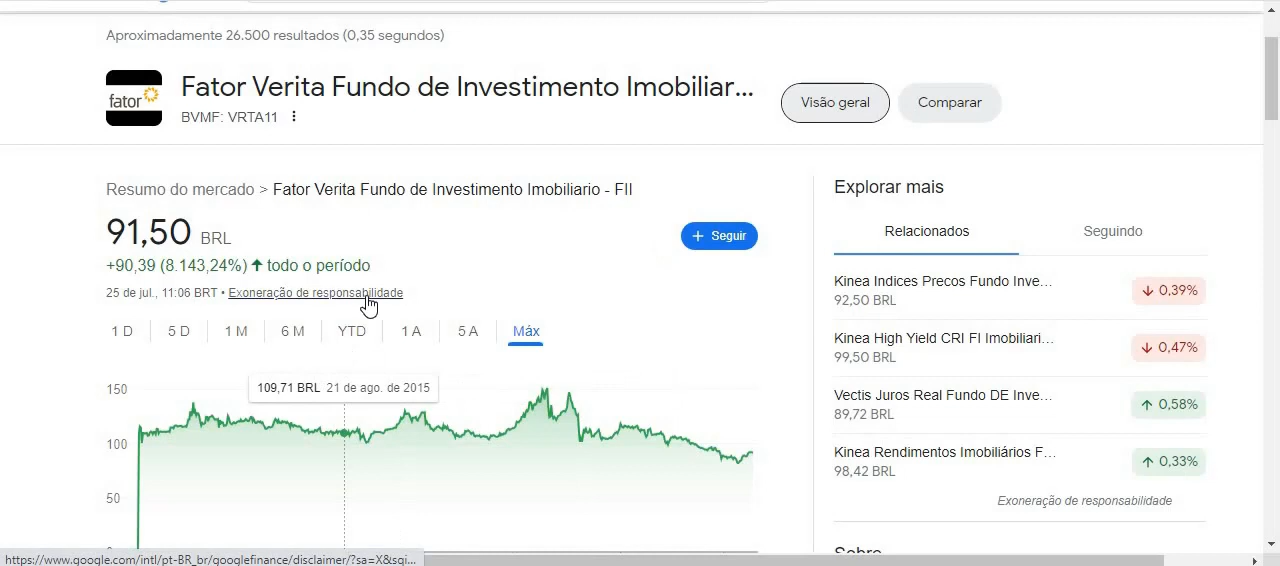 Aproximadamente 26.500 resultados (0,35 segundos)
fator
Fator Verita Fundo de Investimento Imobiliar...
BVMF: VRTA11
Visão geral
Comparar
Resumo do mercado > Fator Verita Fundo de Investimento Imobiliario - FII
91,50 BRL
+ Seguir
+90,39 (8.143,24%) ↑ todo o período
25 de jul., 11:06 BRT • Exoneração de responsabilidade
1 D
5 D
1 M
6 M
YTD
1 A
5 A
Máx
109,71 BRL 21 de ago. de 2015
150
100
50
Explorar mais
Relacionados
Seguindo
Kinea Indices Precos Fundo Inve...
92,50 BRL
↓ 0,39%
Kinea High Yield CRI FI Imobiliari...
99,50 BRL
↓ 0,47%
Vectis Juros Real Fundo DE Inve...
89,72 BRL
↑ 0,58%
Kinea Rendimentos Imobiliários F...
98,42 BRL
↑ 0,33%
Exoneração de responsabilidade
Sobre
https://www.google.com/intl/pt-BR_br/googlefinance/disclaimer/?sa=X&sqi...